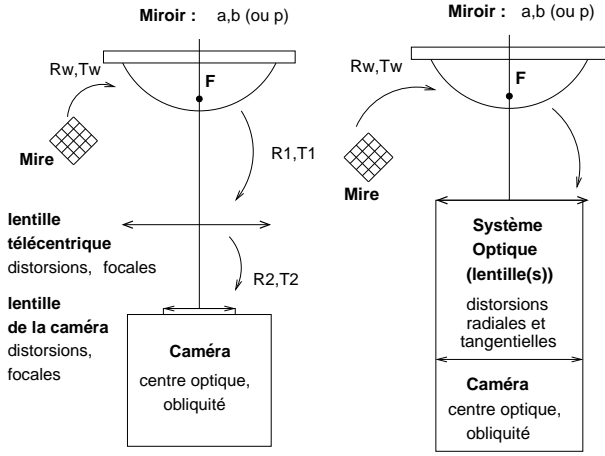 Miroir : a,b (ou p)
Rw,Tw
F
Mire
R1,T1
lentille
télécentrique
distorsions, focales
R2,T2
lentille
de la caméra
distorsions,
focales
Caméra
centre optique,
obliquité
Miroir : a,b (ou p)
Rw,Tw
F
Mire
Système
Optique
(lentille(s))
distorsions
radiales et
tangentielles
Caméra
centre optique,
obliquité